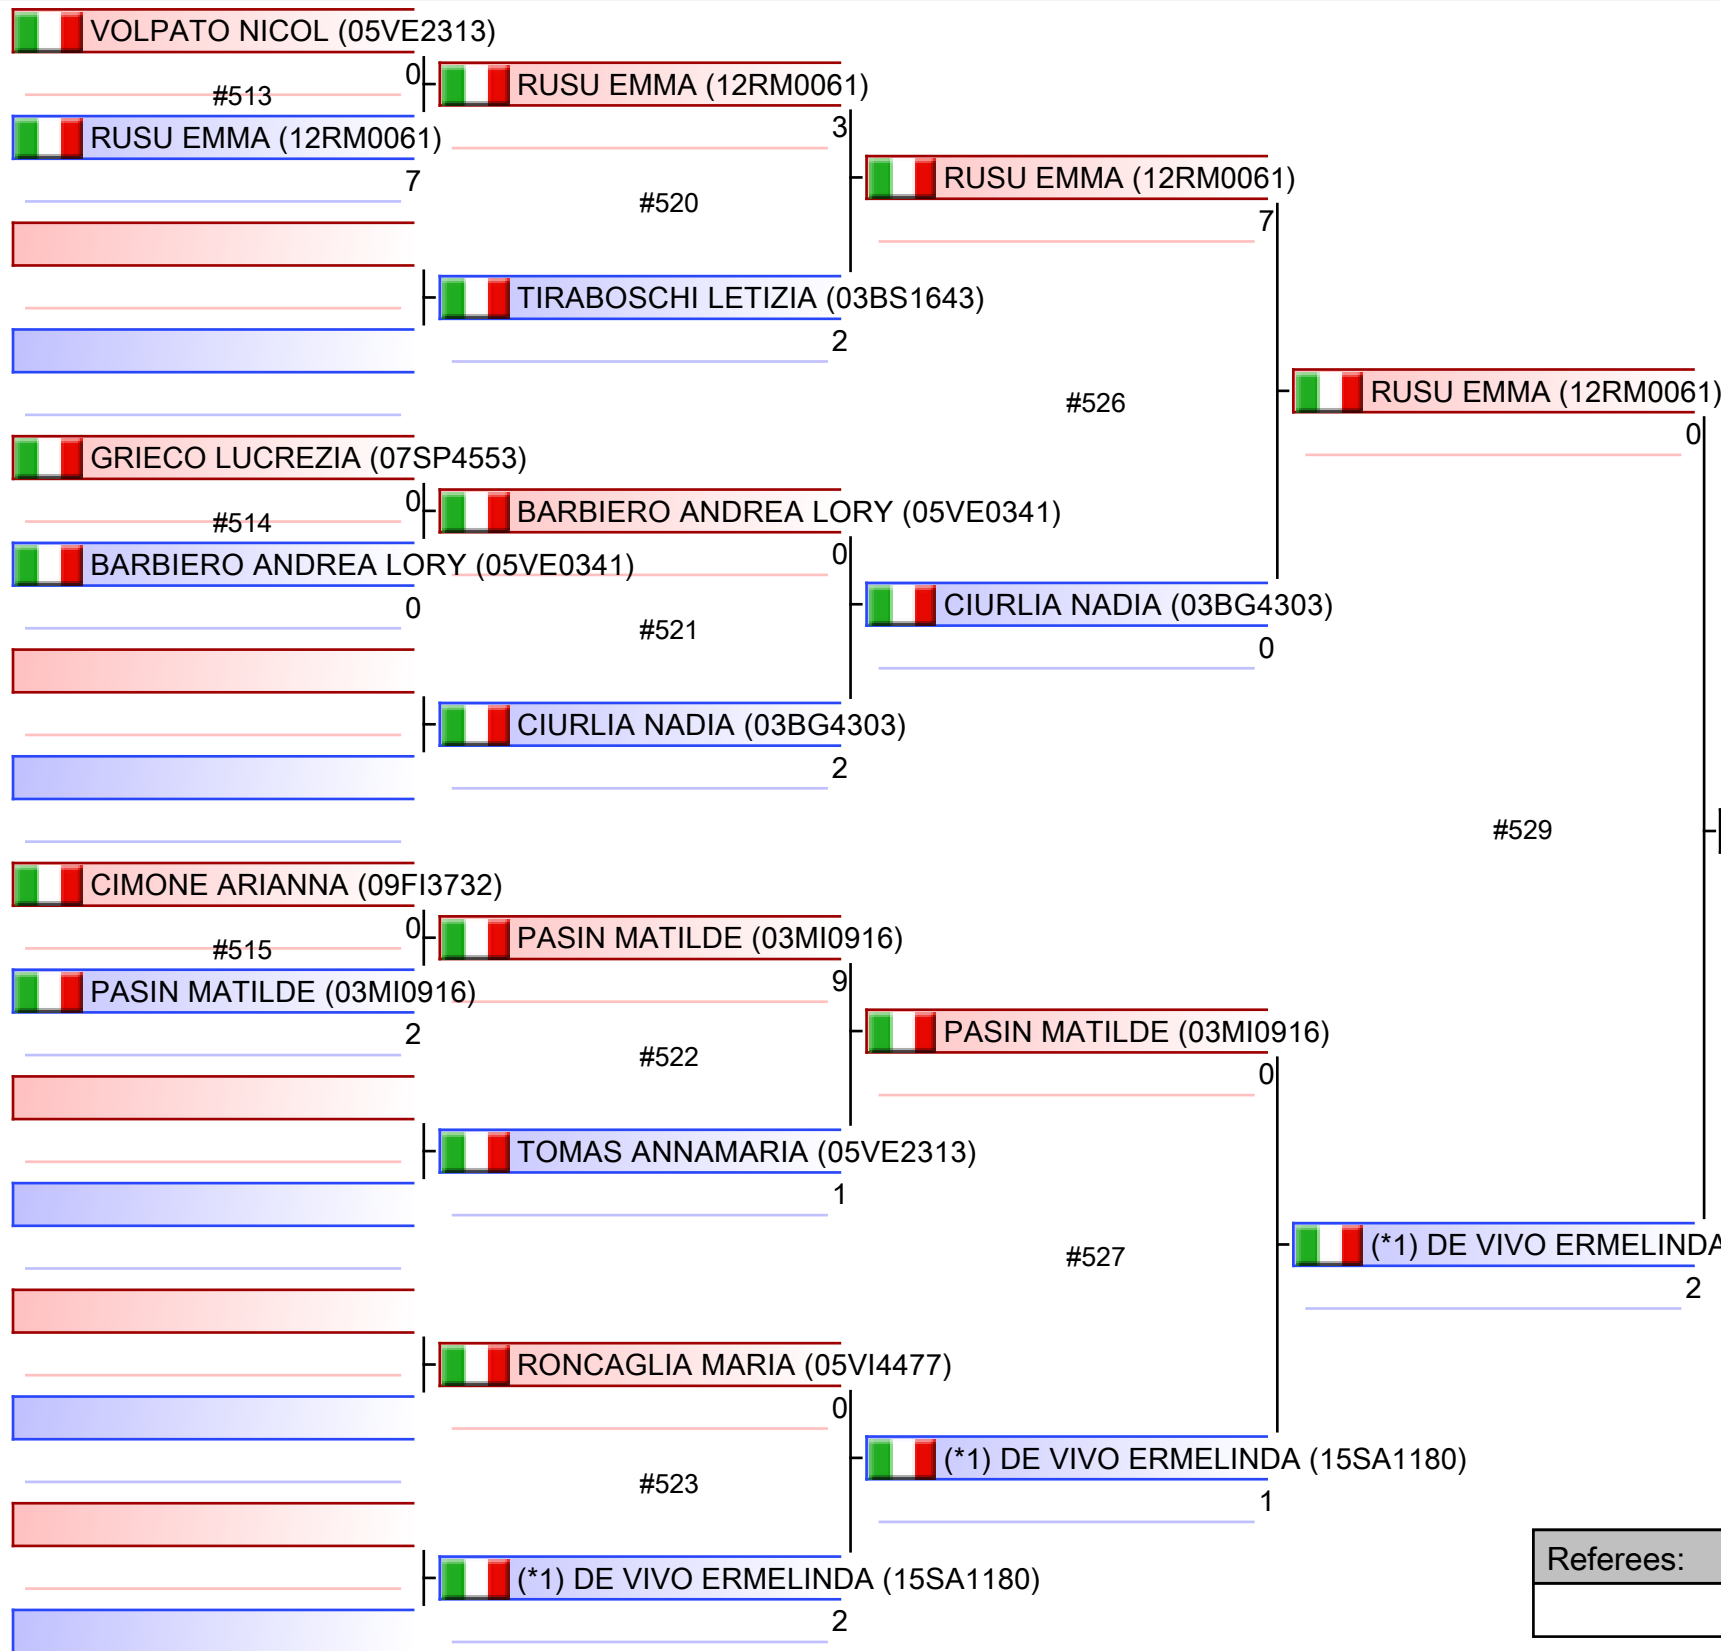 VOLPATO NICOL (05VE2313)
0
#513
RUSU EMMA (12RM0061)
7
GRIECO LUCREZIA (07SP4553)
0
#514
BARBIERO ANDREA LORY (05VE0341)
0
CIMONE ARIANNA (09FI3732)
0
#515
PASIN MATILDE (03MI0916)
2
RUSU EMMA (12RM0061)
3
#520
TIRABOSCHI LETIZIA (03BS1643)
2
BARBIERO ANDREA LORY (05VE0341)
0
#521
CIURLIA NADIA (03BG4303)
2
PASIN MATILDE (03MI0916)
9
#522
TOMAS ANNAMARIA (05VE2313)
1
RONCAGLIA MARIA (05VI4477)
0
#523
(*1) DE VIVO ERMELINDA (15SA1180)
2
RUSU EMMA (12RM0061)
7
#526
CIURLIA NADIA (03BG4303)
0
PASIN MATILDE (03MI0916)
0
#527
(*1) DE VIVO ERMELINDA (15SA1180)
1
RUSU EMMA (12RM0061)
0
#529
(*1) DE VIVO ERMELINDA
2
Referees: